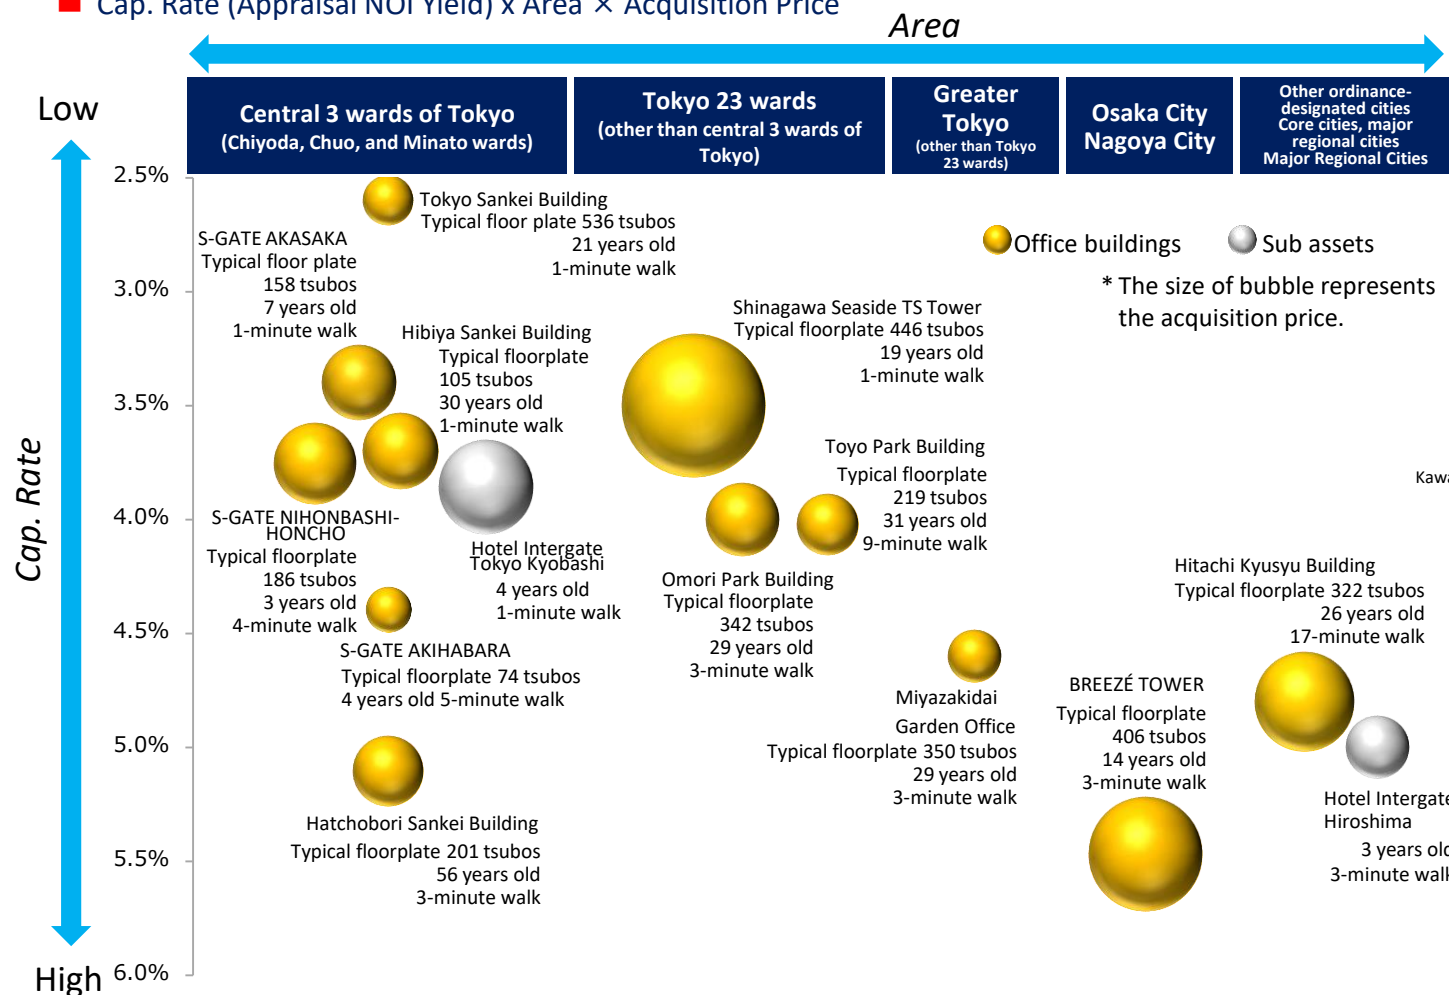 Cap. Rate (Appraisal NOI Yield) x Area × Acquisition Price
Area
Low
Central 3 wards of Tokyo
(Chiyoda, Chuo, and Minato wards)
Tokyo 23 wards
(other than central 3 wards of
Tokyo)
Greater
Tokyo
(other than Tokyo
23 wards)
Osaka City
Nagoya City
Other ordinance-
designated cities
Core cities, major
regional cities
Major Regional Cities
2.5%
3.0%
3.5%
4.0%
4.5%
5.0%
5.5%
6.0%
Cap. Rate
High
Tokyo Sankei Building
Typical floor plate 536 tsubos
21 years old
1-minute walk
S-GATE AKASAKA
Typical floor plate
158 tsubos
7 years old
1-minute walk
Hibiya Sankei Building
Typical floorplate
105 tsubos
30 years old
1-minute walk
S-GATE NIHONBASHI-
HONCHO
Typical floorplate
186 tsubos
3 years old
4-minute walk
Hotel Intergate
Tokyo Kyobashi
4 years old
1-minute walk
S-GATE AKIHABARA
Typical floorplate 74 tsubos
4 years old 5-minute walk
Hatchobori Sankei Building
Typical floorplate 201 tsubos
56 years old
3-minute walk
Office buildings
Sub assets
* The size of bubble represents
the acquisition price.
Shinagawa Seaside TS Tower
Typical floorplate 446 tsubos
19 years old
1-minute walk
Toyo Park Building
Typical floorplate
219 tsubos
31 years old
9-minute walk
Omori Park Building
Typical floorplate
342 tsubos
29 years old
3-minute walk
Miyazakidai
Garden Office
Typical floorplate 350 tsubos
29 years old
3-minute walk
BREEZÉ TOWER
Typical floorplate
406 tsubos
14 years old
3-minute walk
Kawa
Hitachi Kyusyu Building
Typical floorplate 322 tsubos
26 years old
17-minute walk
Hotel Intergate
Hiroshima
3 years old
3-minute walk